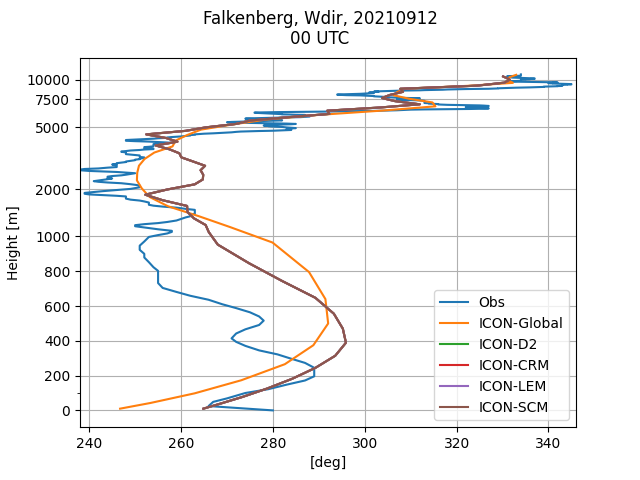 Falkenberg, Wdir, 20210912
00 UTC
10000
7500
5000
2000
1000
800
600
400
200
0
Height [m]
Obs
ICON-Global
ICON-D2
ICON-CRM
ICON-LEM
ICON-SCM
240 260 280 300 320 340
[deg]